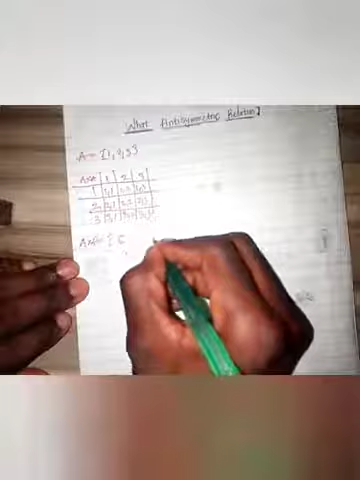 What Antisymmetric Relation?
A = {1, 2, 3}
A×A 1 2 3
1 1,1 1,2 1,3
2 2,1 2,2 2,3
3 3,1 3,2 3,3
A×A = { (